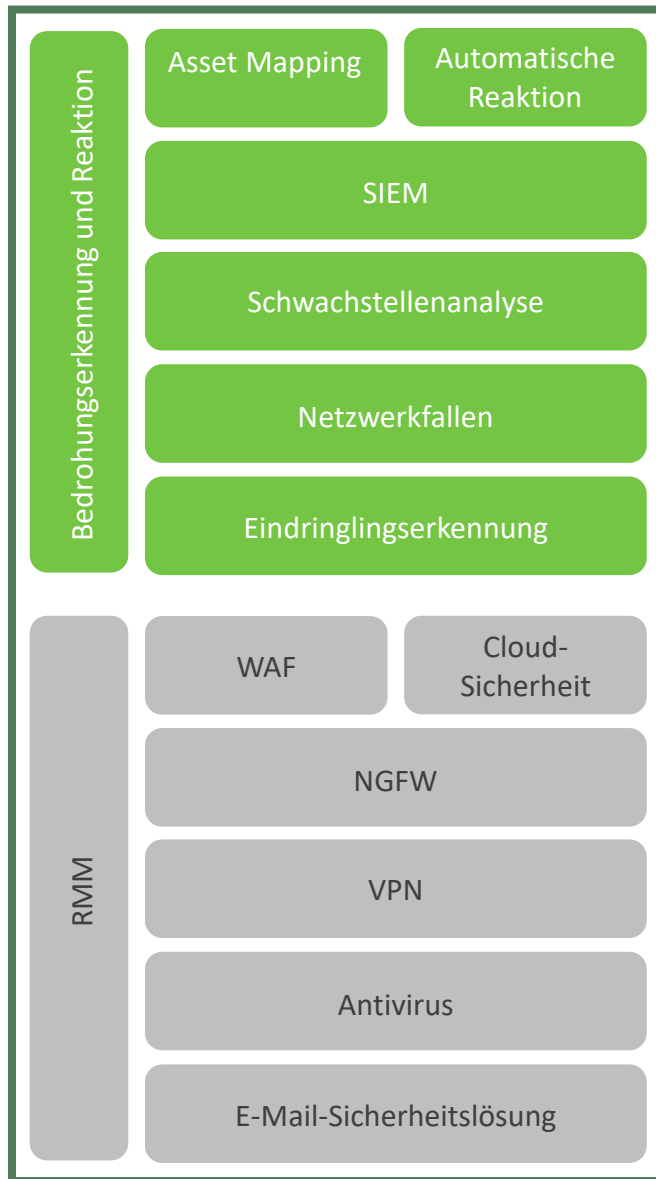 Bedrohungserkennung und Reaktion
Asset Mapping
Automatische
Reaktion
SIEM
Schwachstellenanalyse
Netzwerkfallen
Eindringlingserkennung
RMM
WAF
Cloud-
Sicherheit
NGFW
VPN
Antivirus
E-Mail-Sicherheitslösung